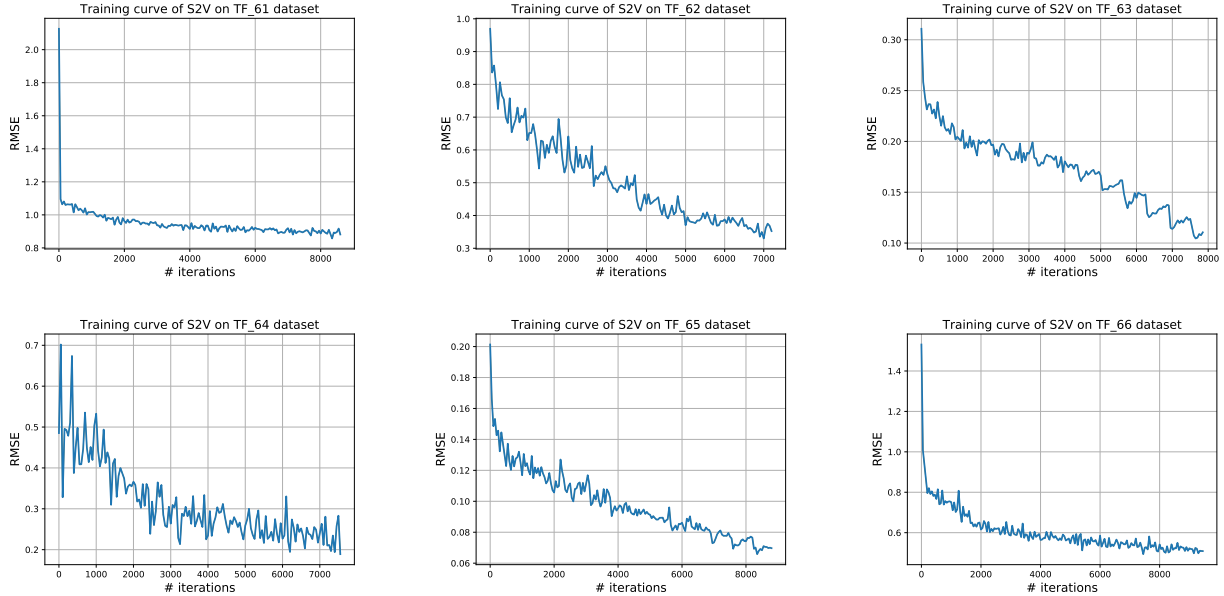 Training curve of S2V on TF_61 dataset
2.0
1.8
1.6
1.4
1.2
1.0
0.8
RMSE
0 2000 4000 6000 8000
# iterations
Training curve of S2V on TF_62 dataset
1.0
0.9
0.8
0.7
0.6
0.5
0.4
0.3
RMSE
0 1000 2000 3000 4000 5000 6000 7000
# iterations
Training curve of S2V on TF_63 dataset
0.30
0.25
0.20
0.15
0.10
RMSE
0 1000 2000 3000 4000 5000 6000 7000 8000
# iterations
Training curve of S2V on TF_64 dataset
0.7
0.6
0.5
0.4
0.3
0.2
RMSE
0 1000 2000 3000 4000 5000 6000 7000
# iterations
Training curve of S2V on TF_65 dataset
0.20
0.18
0.16
0.14
0.12
0.10
0.08
0.06
RMSE
0 2000 4000 6000 8000
# iterations
Training curve of S2V on TF_66 dataset
1.4
1.2
1.0
0.8
0.6
RMSE
0 2000 4000 6000 8000
# iterations